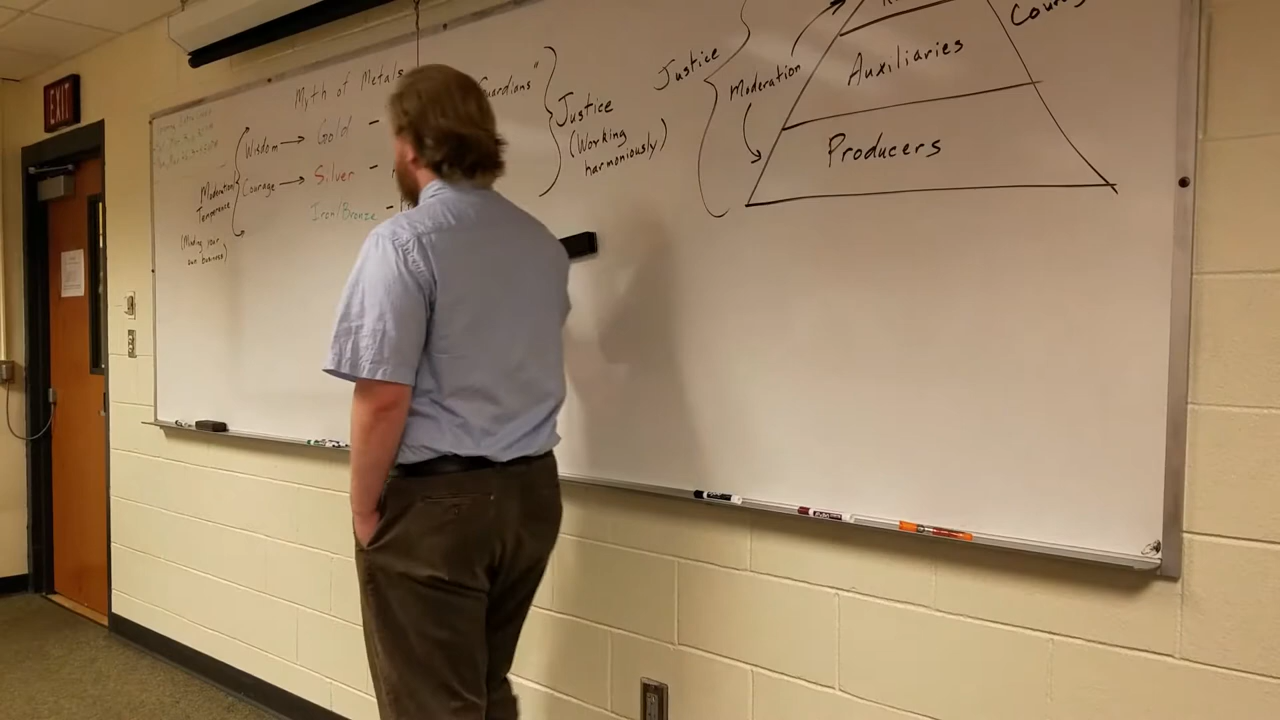 EXIT
Myth of Metals
Guardians"
Wisdom → Gold -
Courage → Silver -
Iron/Bronze -
Moderation
Temperence
(Minding your
own business)
Justice
(Working
harmoniously)
Justice
Moderation
Auxiliaries
Producers